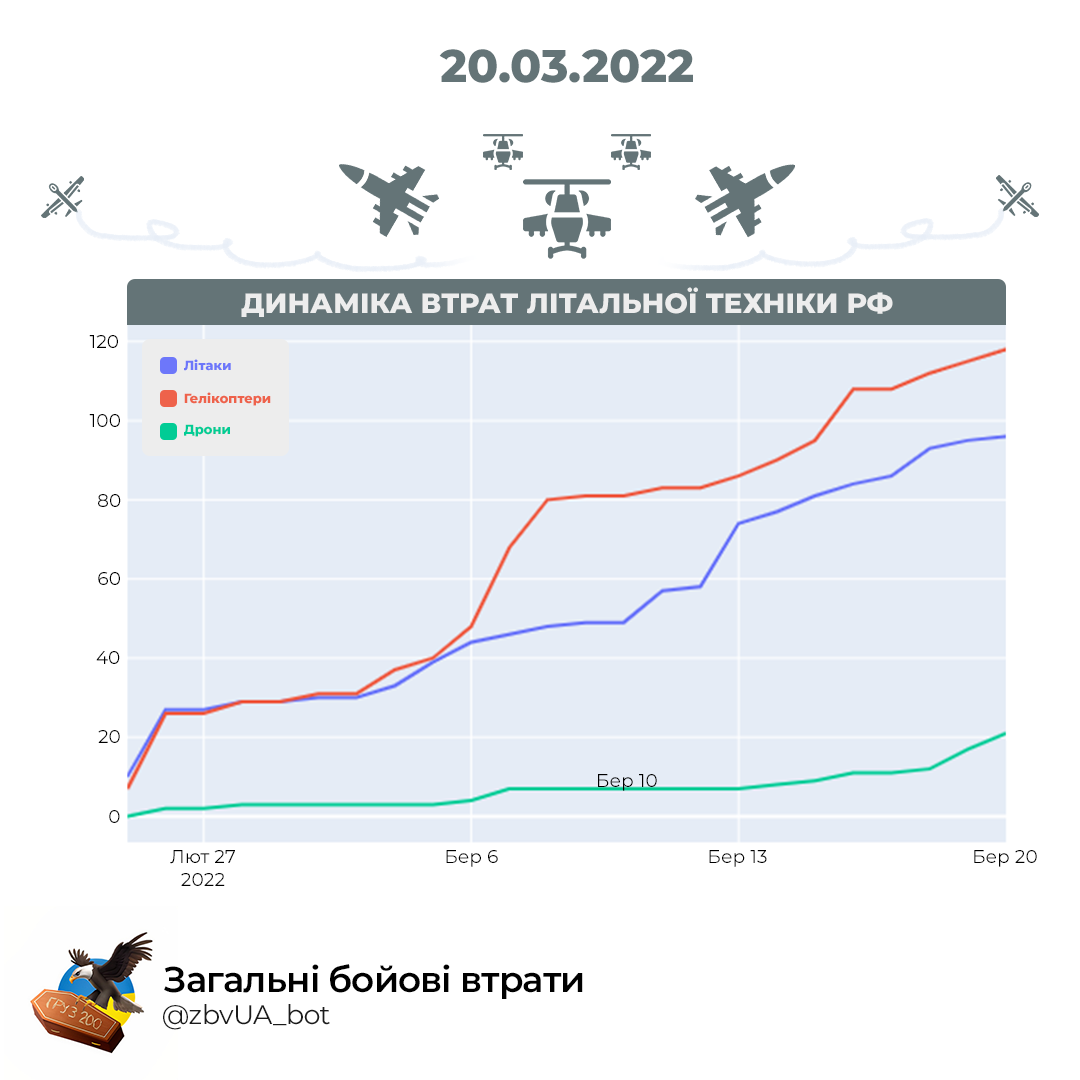 20.03.2022
ДИНАМІКА ВТРАТ ЛІТАЛЬНОЇ ТЕХНІКИ РФ
120
Літаки
Гелікоптери
100
Дрони
80
60
40
20
Бер 10
0
Лют 27 Бер 6 Бер 13 Бер 20
2022
Загальні бойові втрати
ГРУЗ 200
@zbvUA_bot